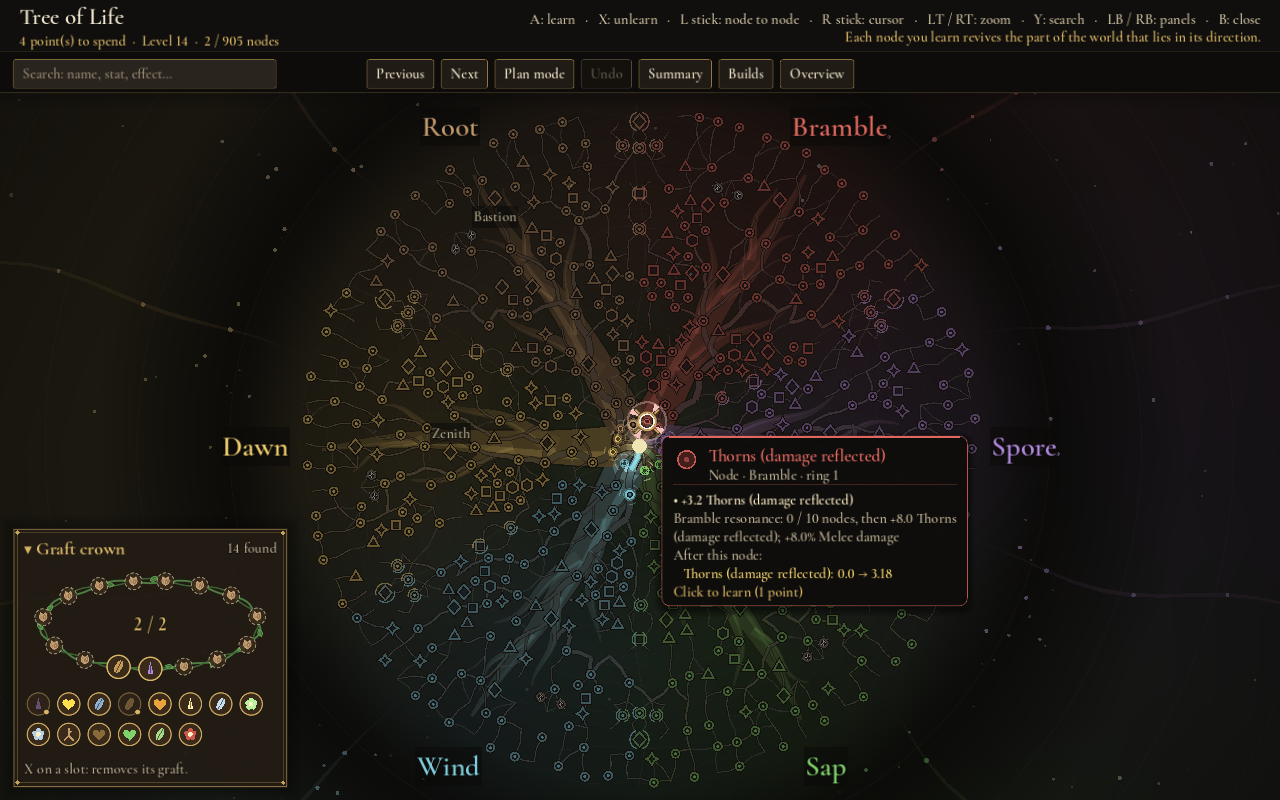 Tree of Life
A: learn · X: unlearn · L stick: node to node · R stick: cursor · LT / RT: zoom · Y: search · LB / RB: panels · B: close
4 point(s) to spend · Level 14 · 2 / 905 nodes
Each node you learn revives the part of the world that lies in its direction.
Search: name, stat, effect...
Previous
Next
Plan mode
Undo
Summary
Builds
Overview
Root
Bramble
Bastion
Zenith
Dawn
Spore
Thorns (damage reflected)
Node · Bramble · ring 1
• +3.2 Thorns (damage reflected)
Bramble resonance: 0 / 10 nodes, then +8.0 Thorns
(damage reflected); +8.0% Melee damage
After this node:
Thorns (damage reflected): 0.0 → 3.18
Click to learn (1 point)
▾ Graft crown
14 found
2 / 2
X on a slot: removes its graft.
Wind
Sap